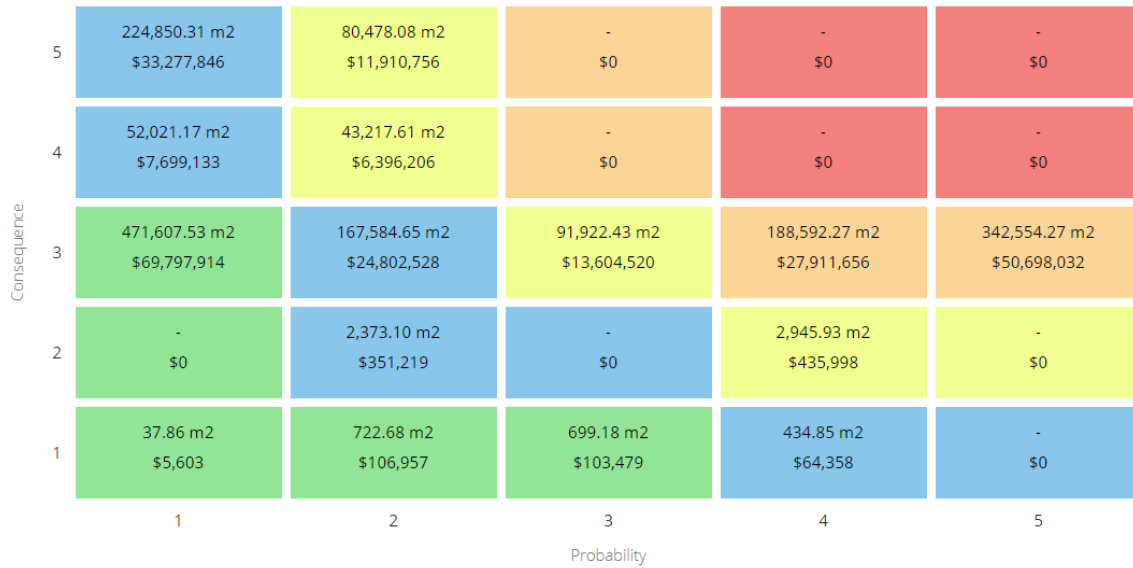 224,850.31 m2 80,478.08 m2 - - -
5
$33,277,846 $11,910,756 $0 $0 $0
52,021.17 m2 43,217.61 m2 - - -
4
$7,699,133 $6,396,206 $0 $0 $0
Consequence
471,607.53 m2 167,584.65 m2 91,922.43 m2 188,592.27 m2 342,554.27 m2
3
$69,797,914 $24,802,528 $13,604,520 $27,911,656 $50,698,032
- 2,373.10 m2 - 2,945.93 m2 -
2
$0 $351,219 $0 $435,998 $0
37.86 m2 722.68 m2 699.18 m2 434.85 m2 -
1
$5,603 $106,957 $103,479 $64,358 $0
1 2 3 4 5
Probability